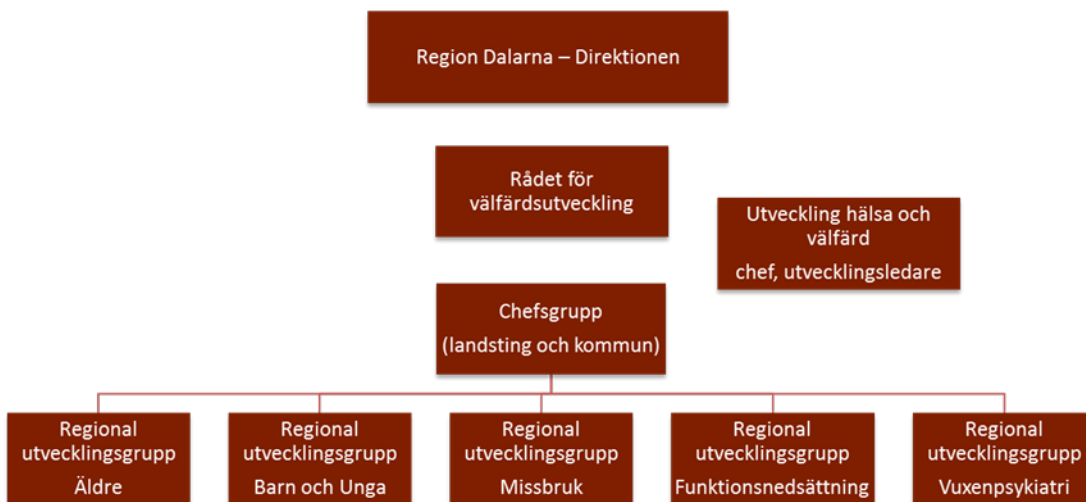 Region Dalarna – Direktionen
Rådet för
välfärdsutveckling
Utveckling hälsa och
välfärd
chef, utvecklingsledare
Chefsgrupp
(landsting och kommun)
Regional
utvecklingsgrupp
Äldre
Regional
utvecklingsgrupp
Barn och Unga
Regional
utvecklingsgrupp
Missbruk
Regional
utvecklingsgrupp
Funktionsnedsättning
Regional
utvecklingsgrupp
Vuxenpsykiatri